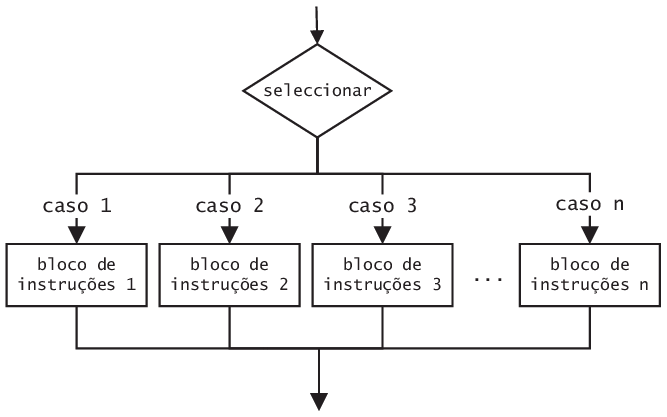 seleccionar
caso 1
caso 2
caso 3
caso n
bloco de
instruções 1
bloco de
instruções 2
bloco de
instruções 3
...
bloco de
instruções n